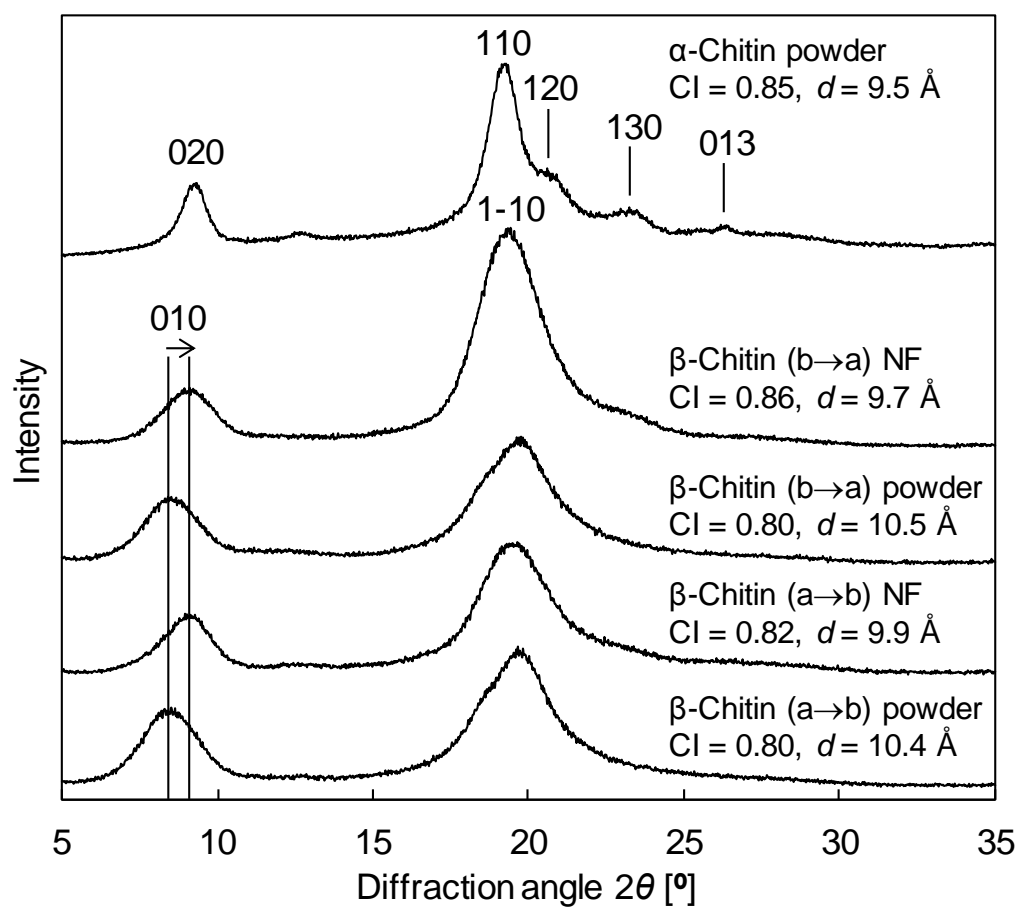 110
α-Chitin powder
CI = 0.85, d = 9.5 Å
120
130
013
020
1-10
010
β-Chitin (b→a) NF
CI = 0.86, d = 9.7 Å
β-Chitin (b→a) powder
CI = 0.80, d = 10.5 Å
β-Chitin (a→b) NF
CI = 0.82, d = 9.9 Å
β-Chitin (a→b) powder
CI = 0.80, d = 10.4 Å
Intensity
5 10 15 20 25 30 35
Diffraction angle 2θ [º]